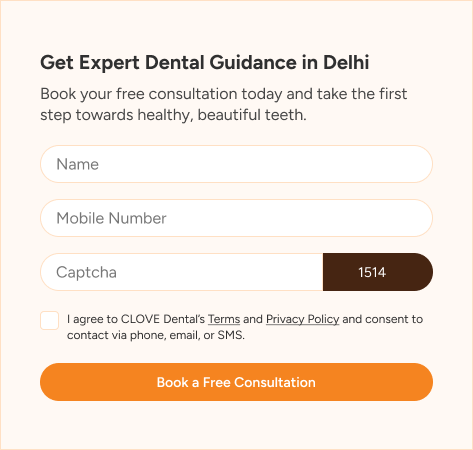 Get Expert Dental Guidance in Delhi
Book your free consultation today and take the first
step towards healthy, beautiful teeth.
Name
Mobile Number
Captcha
1514
I agree to CLOVE Dental's Terms and Privacy Policy and consent to
contact via phone, email, or SMS.
Book a Free Consultation